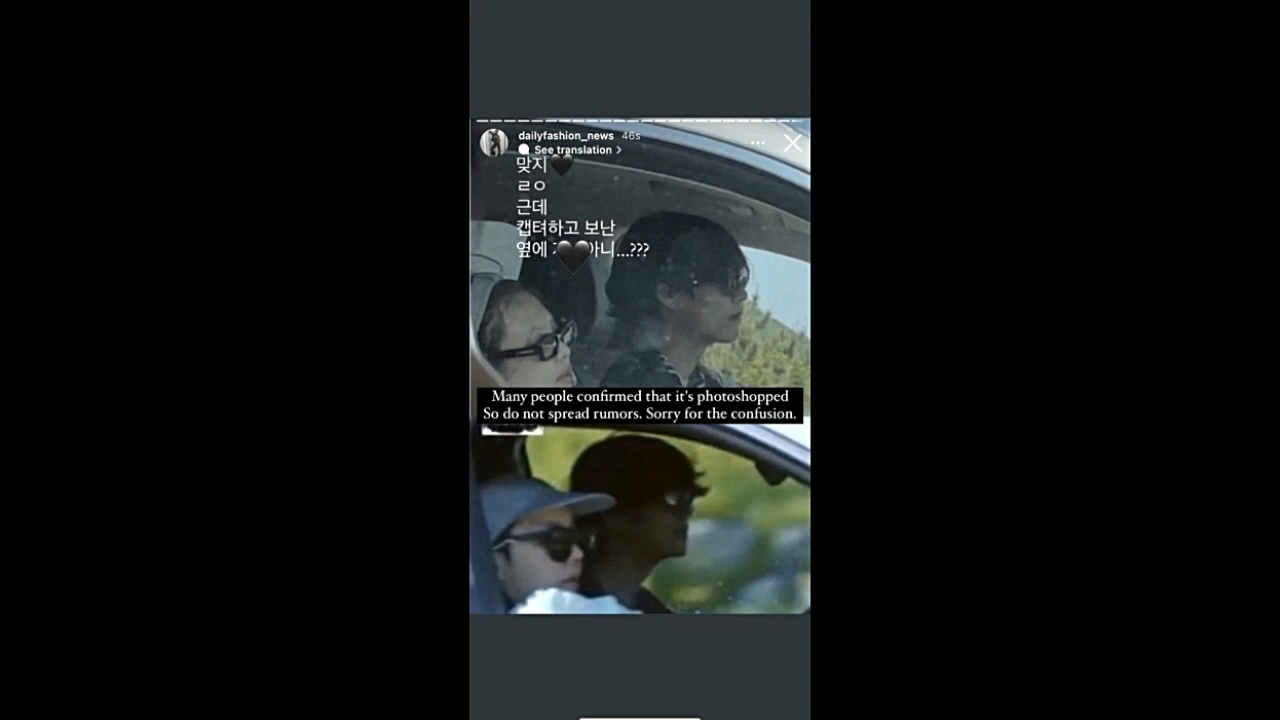 dailyfashion_news 46s
See translation
맞지
ㄹㅇ
근데
캡텨하고 보난
옆에 아니...???
Many people confirmed that it's photoshopped
So do not spread rumors. Sorry for the confusion.